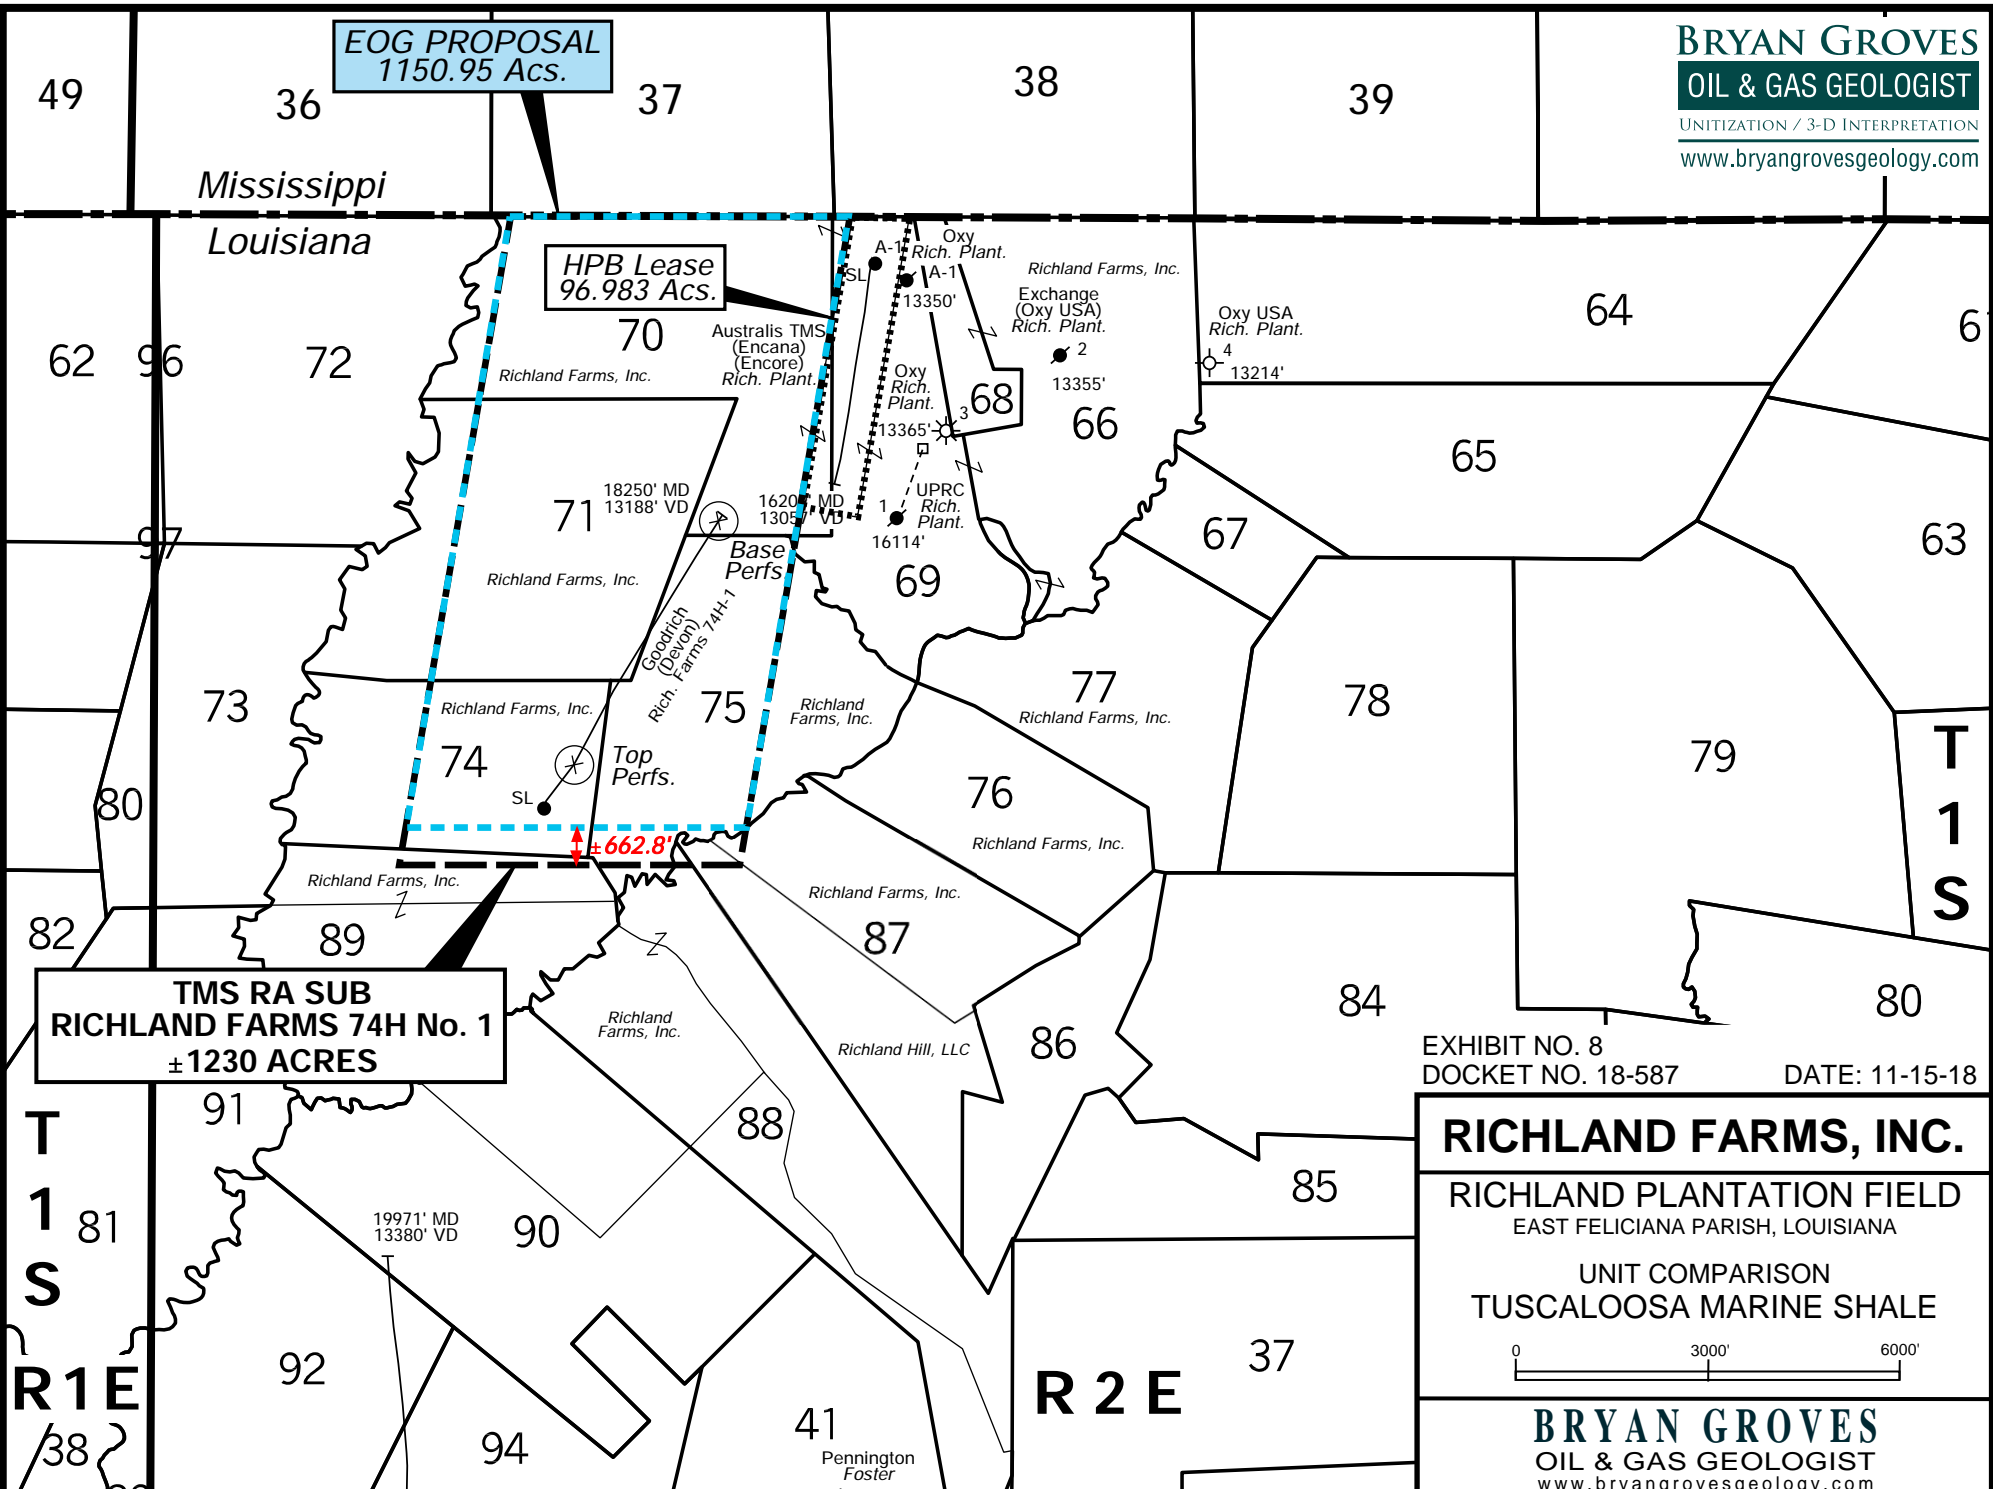 EOG PROPOSAL
1150.95 Acs.
BRYAN GROVES
OIL & GAS GEOLOGIST
UNITIZATION / 3-D INTERPRETATION
www.bryangrovesgeology.com
49
36
37
38
39
Mississippi
Louisiana
HPB Lease
96.983 Acs.
62
96
72
70
Richland Farms, Inc.
Australis TMS
(Encana)
(Encore)
Rich. Plant.
SL
A-1
Oxy
Rich. Plant.
A-1
13350'
Richland Farms, Inc.
Exchange
(Oxy USA)
Rich. Plant.
2
13355'
Oxy USA
Rich. Plant.
4
13214'
64
Oxy
Rich.
Plant.
13365'
3
68
66
65
71
18250' MD
13188' VD
MD
VD
1
UPRC
Rich.
Plant.
16114'
67
63
97
Base
Perfs.
Richland Farms, Inc.
69
Goodrich
(Devon)
Rich. Farms 74H-1
73
Richland Farms, Inc.
75
Richland
Farms, Inc.
77
Richland Farms, Inc.
78
79
T
1
S
74
Top
Perfs.
SL
80
76
Richland Farms, Inc.
±662.8'
Richland Farms, Inc.
Richland Farms, Inc.
87
82
89
TMS RA SUB
RICHLAND FARMS 74H No. 1
±1230 ACRES
Richland
Farms, Inc.
Richland Hill, LLC
86
84
80
EXHIBIT NO. 8
DOCKET NO. 18-587
DATE: 11-15-18
91
88
T
1
S
81
19971' MD
13380' VD
90
85
RICHLAND FARMS, INC.
RICHLAND PLANTATION FIELD
EAST FELICIANA PARISH, LOUISIANA
UNIT COMPARISON
TUSCALOOSA MARINE SHALE
0 3000' 6000'
R 1 E
92
R 2 E
37
38
94
41
Pennington
Foster
BRYAN GROVES
OIL & GAS GEOLOGIST
www.bryangrovesgeology.com